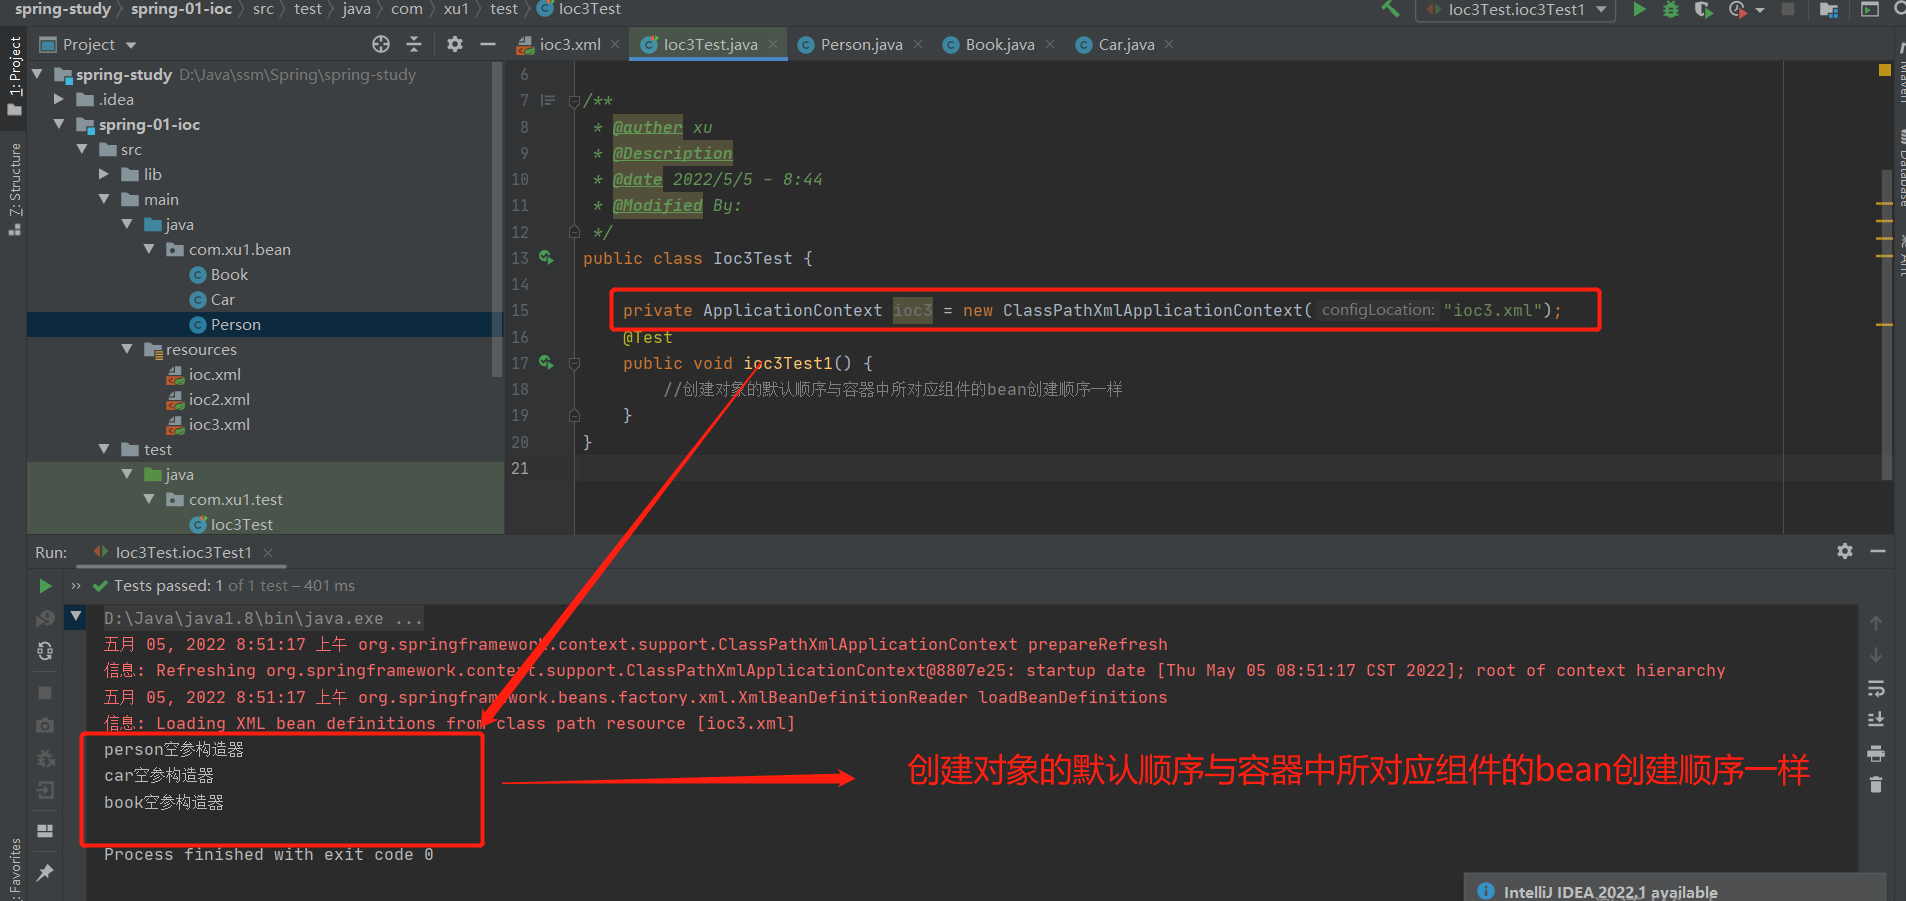 spring-study spring-01-ioc src test java com xu1 test Ioc3Test
Ioc3Test.ioc3Test1
1: Project
7: Structure
: Favorites
Project
spring-study D:\Java\ssm\Spring\spring-study
.idea
spring-01-ioc
src
lib
main
java
com.xu1.bean
Book
Car
Person
resources
ioc.xml
ioc2.xml
ioc3.xml
test
java
com.xu1.test
Ioc3Test
ioc3.xml Ioc3Test.java Person.java Book.java Car.java
6
7 /**
8 * @auther xu
9 * @Description
10 * @date 2022/5/5 - 8:44
11 * @Modified By:
12 */
13 public class Ioc3Test {
14
15 private ApplicationContext ioc3 = new ClassPathXmlApplicationContext( configLocation: "ioc3.xml");
16 @Test
17 public void ioc3Test1() {
18 //创建对象的默认顺序与容器中所对应组件的bean创建顺序一样
19 }
20 }
21
Maven
Database
Ant
Run: Ioc3Test.ioc3Test1
Tests passed: 1 of 1 test – 401 ms
D:\Java\java1.8\bin\java.exe ...
五月 05, 2022 8:51:17 上午 org.springframework.context.support.ClassPathXmlApplicationContext prepareRefresh
信息: Refreshing org.springframework.context.support.ClassPathXmlApplicationContext@8807e25: startup date [Thu May 05 08:51:17 CST 2022]; root of context hierarchy
五月 05, 2022 8:51:17 上午 org.springframework.beans.factory.xml.XmlBeanDefinitionReader loadBeanDefinitions
信息: Loading XML bean definitions from class path resource [ioc3.xml]
person空参构造器
car空参构造器
book空参构造器
创建对象的默认顺序与容器中所对应组件的bean创建顺序一样
Process finished with exit code 0
IntelliJ IDEA 2022.1 available